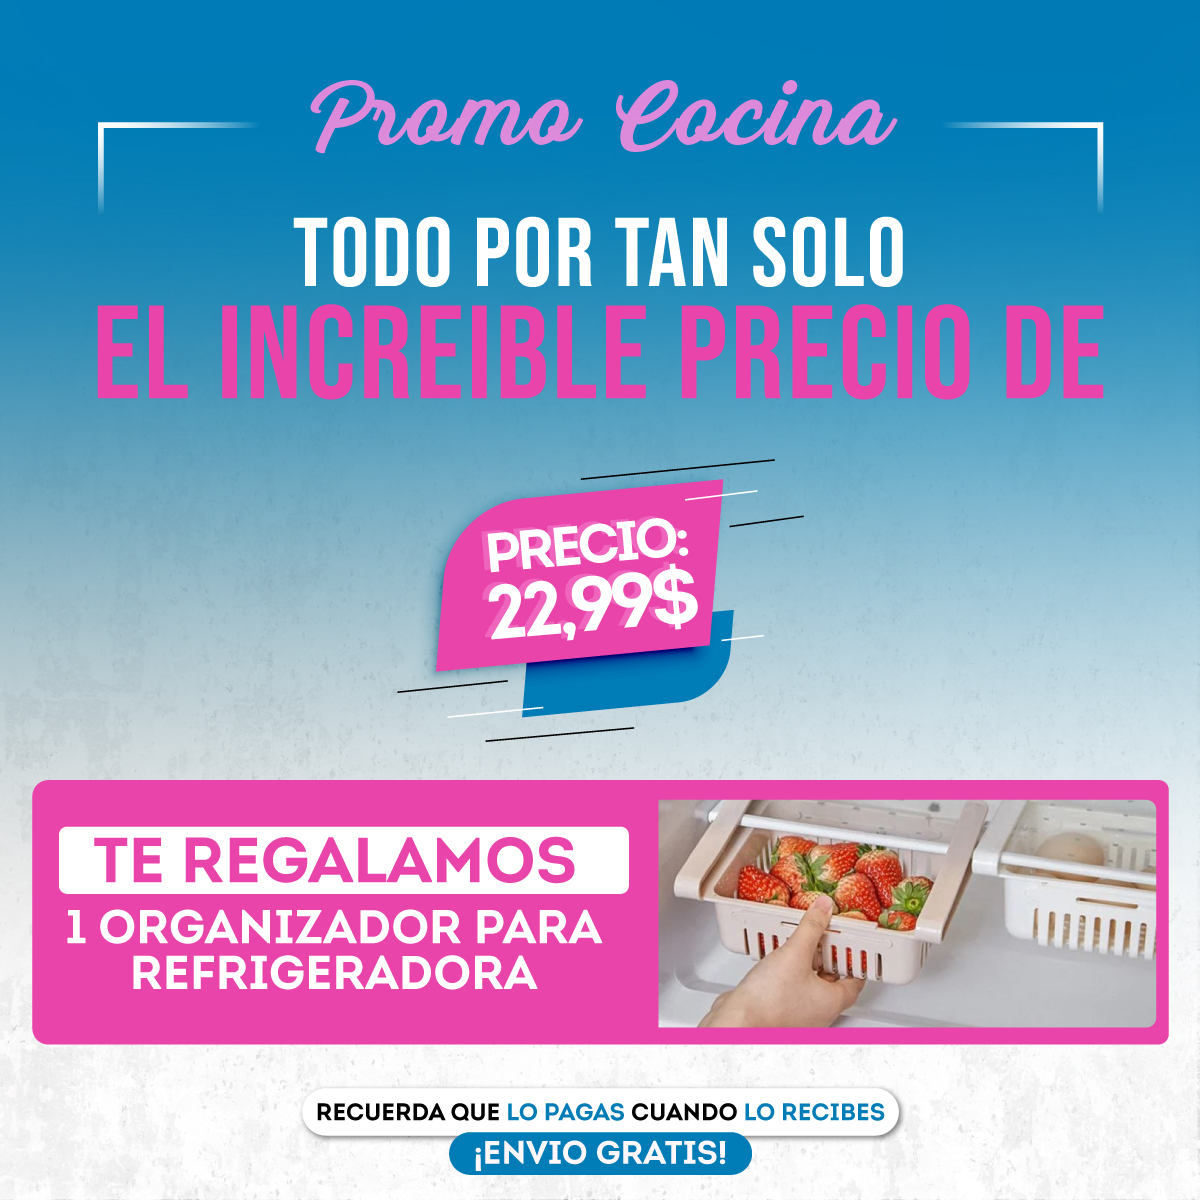 Promo Cocina
TODO POR TAN SOLO
EL INCREIBLE PRECIO DE
PRECIO:
22,99$
TE REGALAMOS
1 ORGANIZADOR PARA
REFRIGERADORA
RECUERDA QUE LO PAGAS CUANDO LO RECIBES
¡ENVIO GRATIS!